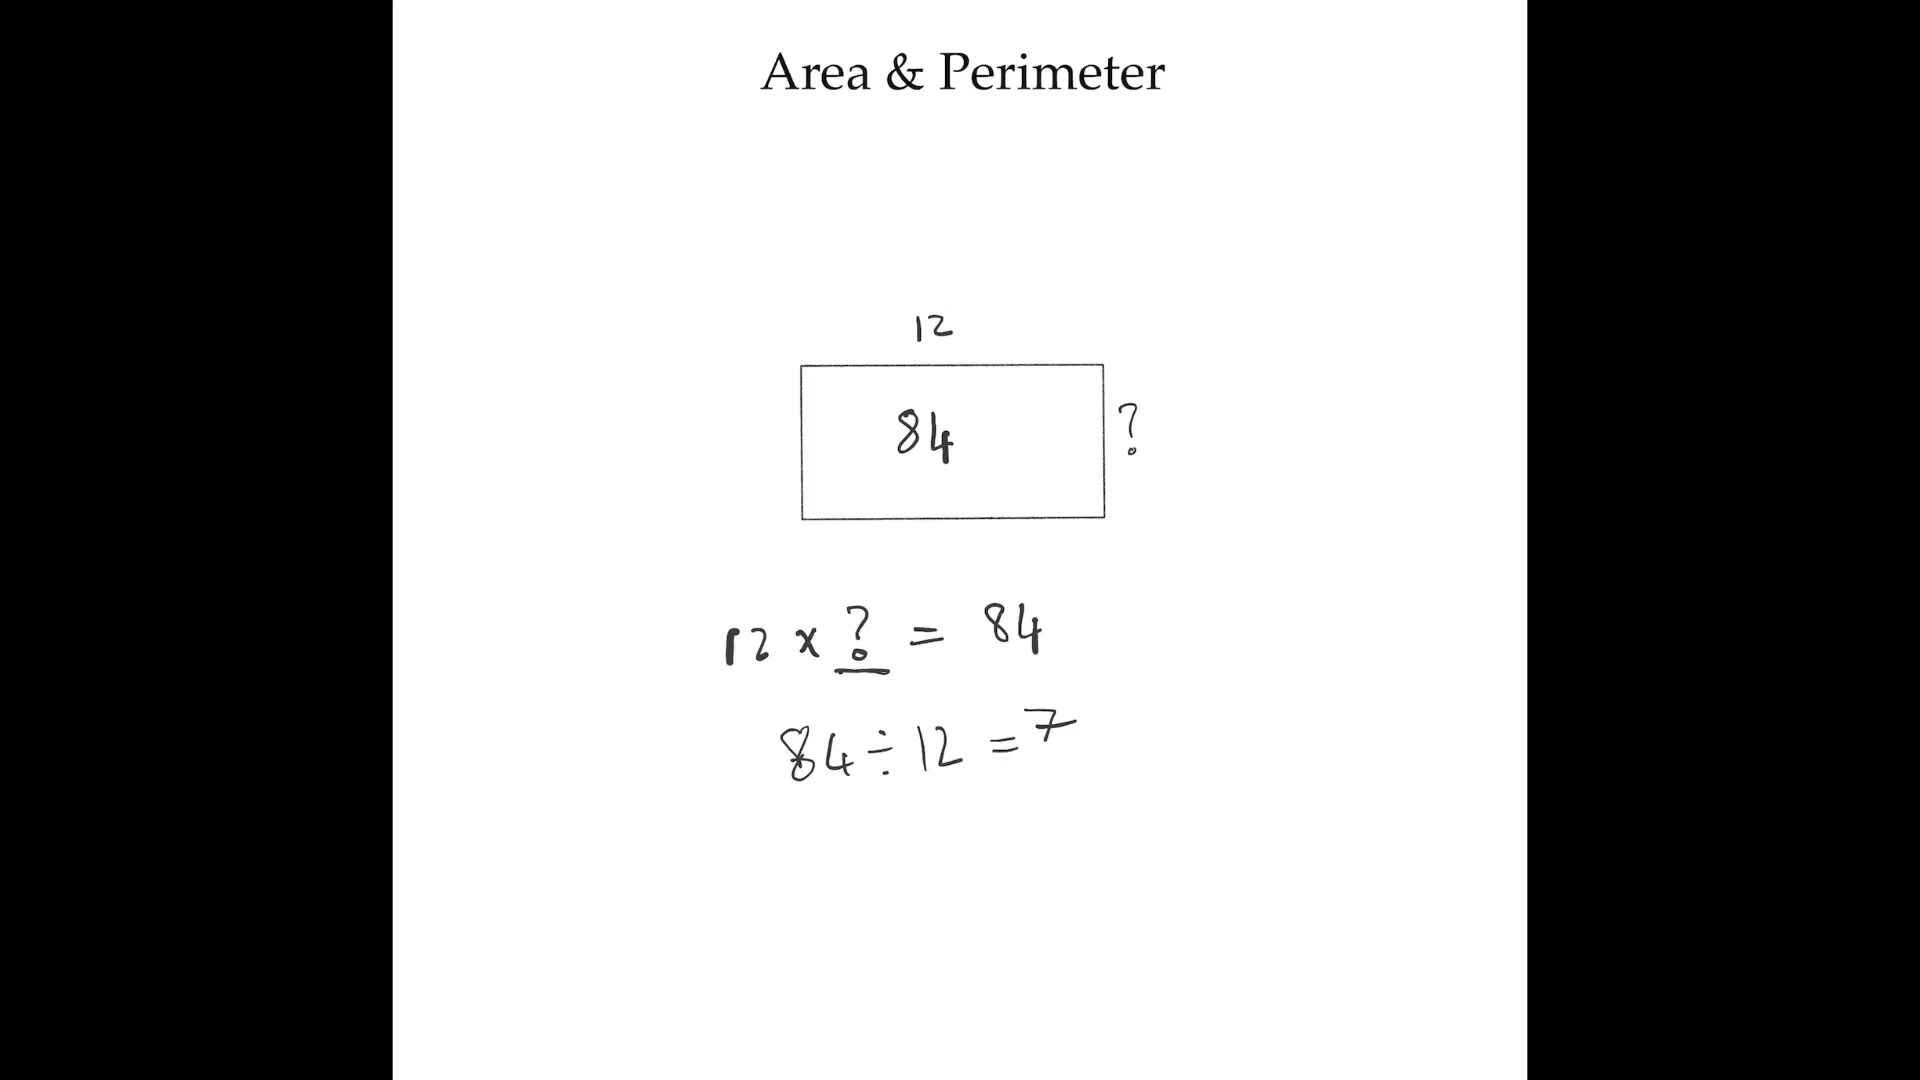 Area & Perimeter
12
84
?
12 x ? = 84
84 ÷ 12 = 7